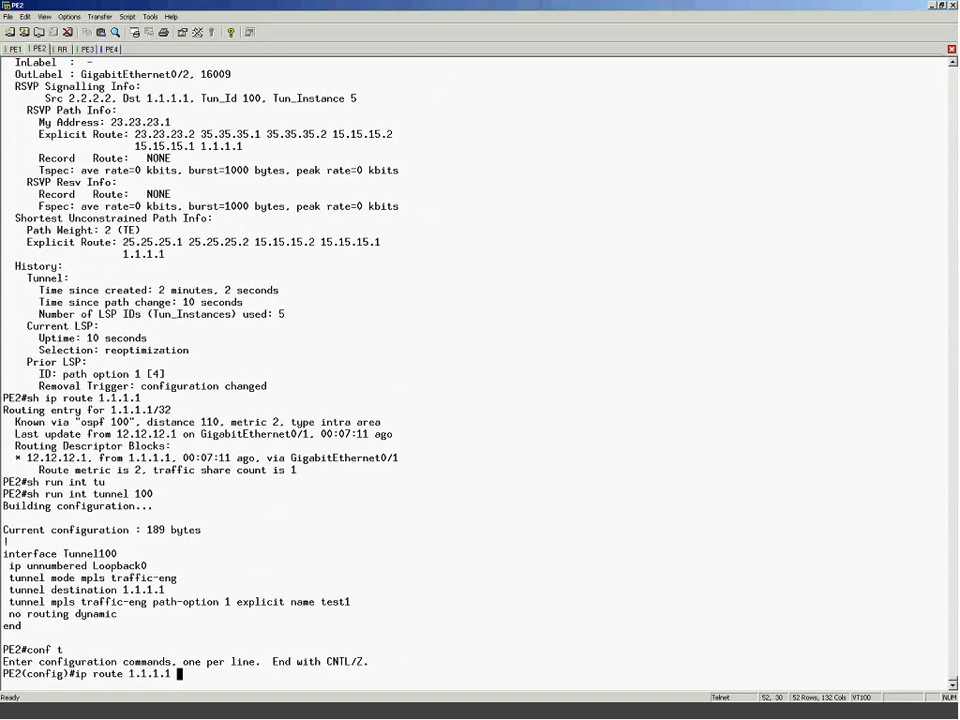 PE2
File Edit View Options Transfer Script Tools Help
PE1 PE2 RR PE3 PE4
InLabel : -
OutLabel : GigabitEthernet0/2, 16009
RSVP Signalling Info:
Src 2.2.2.2, Dst 1.1.1.1, Tun_Id 100, Tun_Instance 5
RSVP Path Info:
My Address: 23.23.23.1
Explicit Route: 23.23.23.2 35.35.35.1 35.35.35.2 15.15.15.2
15.15.15.1 1.1.1.1
Record Route: NONE
Tspec: ave rate=0 kbits, burst=1000 bytes, peak rate=0 kbits
RSVP Resv Info:
Record Route: NONE
Fspec: ave rate=0 kbits, burst=1000 bytes, peak rate=0 kbits
Shortest Unconstrained Path Info:
Path Weight: 2 (TE)
Explicit Route: 25.25.25.1 25.25.25.2 15.15.15.2 15.15.15.1
1.1.1.1
History:
Tunnel:
Time since created: 2 minutes, 2 seconds
Time since path change: 10 seconds
Number of LSP IDs (Tun_Instances) used: 5
Current LSP:
Uptime: 10 seconds
Selection: reoptimization
Prior LSP:
ID: path option 1 [4]
Removal Trigger: configuration changed
PE2#sh ip route 1.1.1.1
Routing entry for 1.1.1.1/32
Known via "ospf 100", distance 110, metric 2, type intra area
Last update from 12.12.12.1 on GigabitEthernet0/1, 00:07:11 ago
Routing Descriptor Blocks:
* 12.12.12.1, from 1.1.1.1, 00:07:11 ago, via GigabitEthernet0/1
Route metric is 2, traffic share count is 1
PE2#sh run int tu
PE2#sh run int tunnel 100
Building configuration...
Current configuration : 189 bytes
!
interface Tunnel100
ip unnumbered Loopback0
tunnel mode mpls traffic-eng
tunnel destination 1.1.1.1
tunnel mpls traffic-eng path-option 1 explicit name test1
no routing dynamic
end
PE2#conf t
Enter configuration commands, one per line. End with CNTL/Z.
PE2(config)#ip route 1.1.1.1
Ready Telnet 52, 30 52 Rows, 132 Cols VT100 NUM